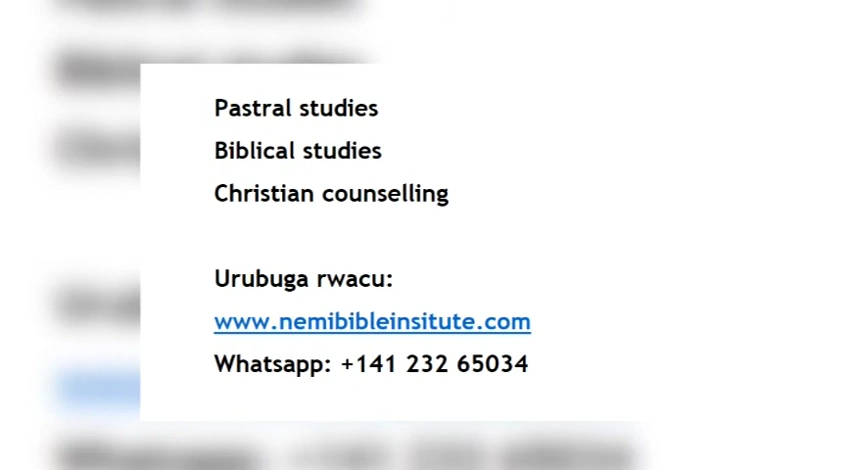 Pastral studies
Biblical studies
Christian counselling
Urubuga rwacu:
www.nemibibleinsitute.com
Whatsapp: +141 232 65034